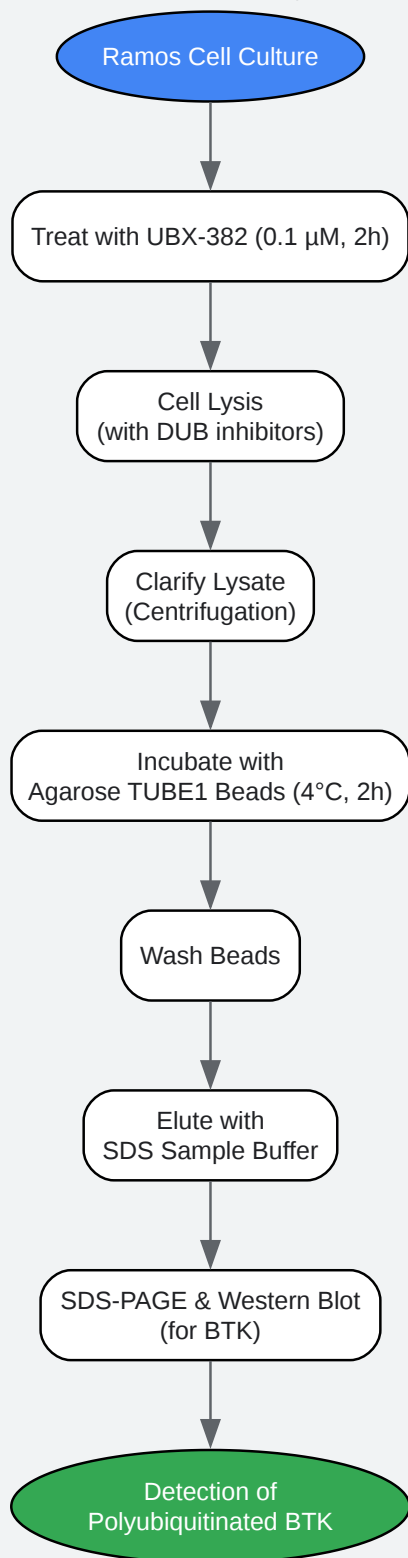 Ramos Cell Culture
Treat with UBX-382 (0.1 µM, 2h)
Cell Lysis
(with DUB inhibitors)
Clarify Lysate
(Centrifugation)
Incubate with
Agarose TUBE1 Beads (4°C, 2h)
Wash Beads
Elute with
SDS Sample Buffer
SDS-PAGE & Western Blot
(for BTK)
Detection of
Polyubiquitinated BTK